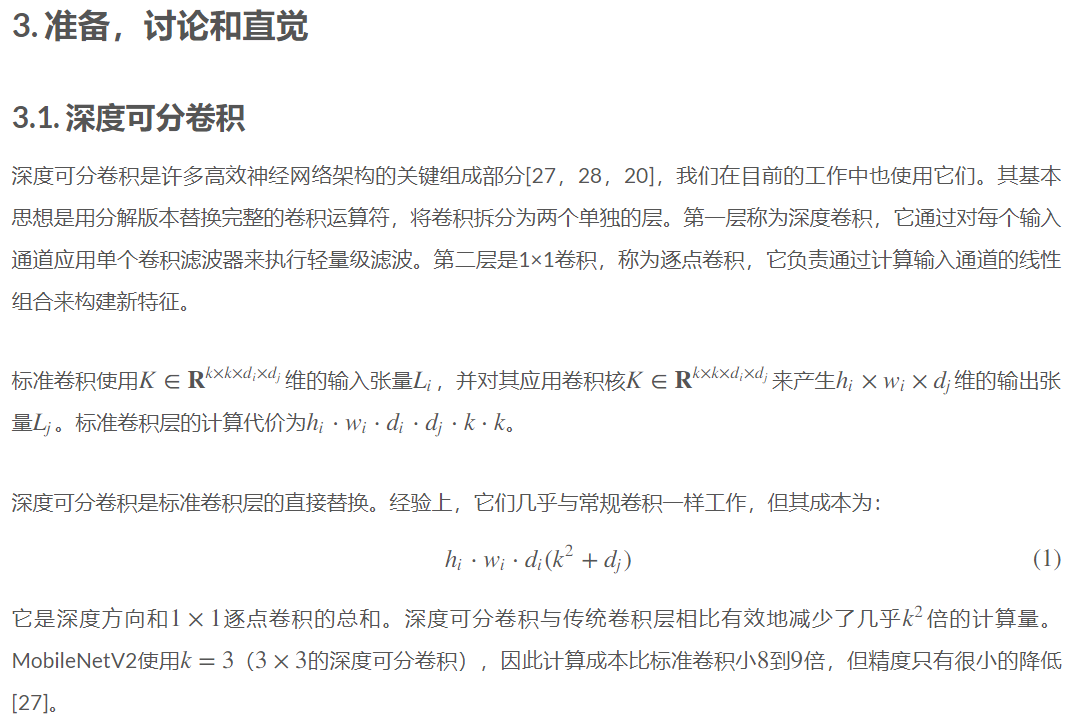 3. 准备，讨论和直觉
3.1. 深度可分卷积
深度可分卷积是许多高效神经网络架构的关键组成部分[27，28，20]，我们在目前的工作中也使用它们。其基本
思想是用分解版本替换完整的卷积运算符，将卷积拆分为两个单独的层。第一层称为深度卷积，它通过对每个输入
通道应用单个卷积滤波器来执行轻量级滤波。第二层是1×1卷积，称为逐点卷积，它负责通过计算输入通道的线性
组合来构建新特征。
标准卷积使用$K \in \mathbf{R}^{k \times k \times d_i \times d_j}$维的输入张量$L_i$，并对其应用卷积核$K \in \mathbf{R}^{k \times k \times d_i \times d_j}$来产生$h_i \times w_i \times d_j$维的输出张
量$L_j$。标准卷积层的计算代价为$h_i \cdot w_i \cdot d_i \cdot d_j \cdot k \cdot k$。
深度可分卷积是标准卷积层的直接替换。经验上，它们几乎与常规卷积一样工作，但其成本为：
$h_i \cdot w_i \cdot d_i(k^2 + d_j)$ (1)
它是深度方向和$1 \times 1$逐点卷积的总和。深度可分卷积与传统卷积层相比有效地减少了几乎$k^2$倍的计算量。
MobileNetV2使用$k = 3$（$3 \times 3$的深度可分卷积），因此计算成本比标准卷积小8到9倍，但精度只有很小的降低
[27]。